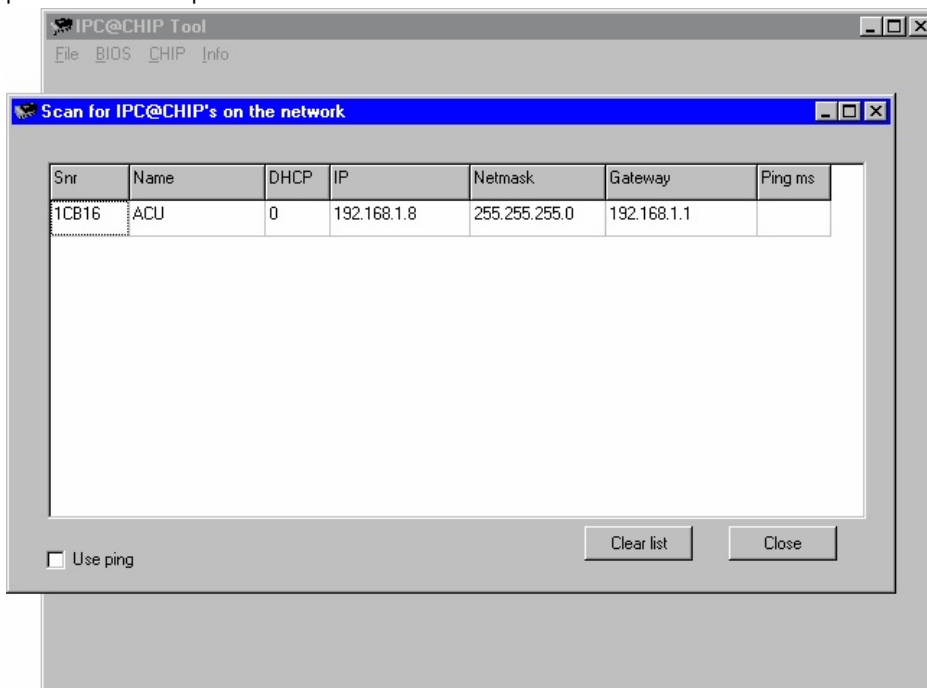 IPC@CHIP Tool
File BIOS CHIP Info
Scan for IPC@CHIP's on the network
Snr Name DHCP IP Netmask Gateway Ping ms
1CB16 ACU 0 192.168.1.8 255.255.255.0 192.168.1.1
Clear list Close
Use ping